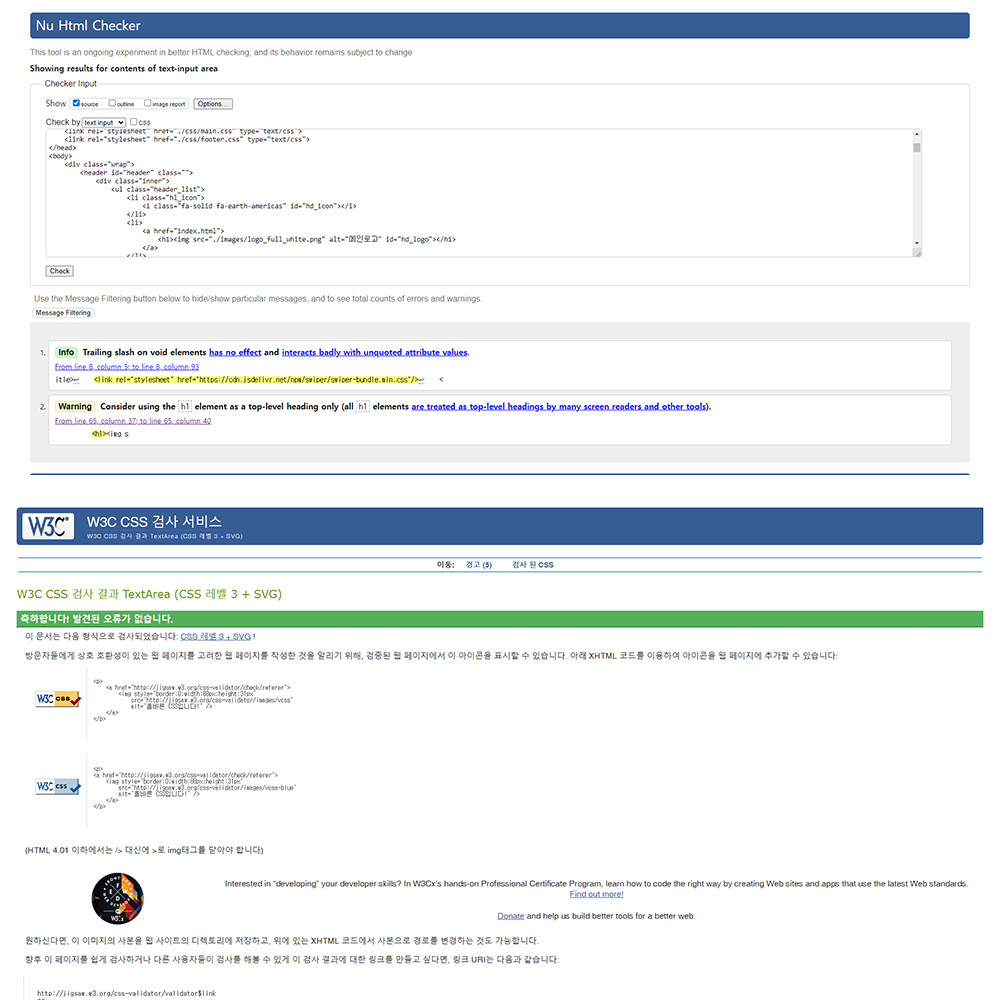 Nu Html Checker
This tool is an ongoing experiment in better HTML checking, and its behavior remains subject to change
Showing results for contents of text-input area
Checker Input
Show source outline image report Options...
Check by text input css
<link rel="stylesheet" href="./css/main.css" type="text/css">
<link rel="stylesheet" href="./css/footer.css" type="text/css">
</head>
<body>
<div class="wrap">
<header id="header" class="">
<div class="inner">
<ul class="header_list">
<li class="hl_icon">
<i class="fa-solid fa-earth-americas" id="hd_icon"></i>
</li>
<li>
<a href="index.html">
<h1><img src="./images/logo_full_white.png" alt="메인로고" id="hd_logo"></h1>
</a>
</li>
Check
Use the Message Filtering button below to hide/show particular messages, and to see total counts of errors and warnings.
Message Filtering
1. Info Trailing slash on void elements has no effect and interacts badly with unquoted attribute values.
From line 8, column 5; to line 8, column 93
itle>↩ <link rel="stylesheet" href="https://cdn.jsdelivr.net/npm/swiper/swiper-bundle.min.css"/>↩ <
2. Warning Consider using the h1 element as a top-level heading only (all h1 elements are treated as top-level headings by many screen readers and other tools).
From line 65, column 37; to line 65, column 40
<h1><img s
W3C® W3C CSS 검사 서비스
W3C CSS 검사 결과 TextArea (CSS 레벨 3 + SVG)
이동: 경고 (5) 검사 된 CSS
W3C CSS 검사 결과 TextArea (CSS 레벨 3 + SVG)
축하합니다! 발견된 오류가 없습니다.
이 문서는 다음 형식으로 검사되었습니다: CSS 레벨 3 + SVG !
방문자들에게 상호 호환성이 있는 웹 페이지를 고려한 웹 페이지를 작성한 것을 알리기 위해, 검증된 웹 페이지에서 이 아이콘을 표시할 수 있습니다. 아래 XHTML 코드를 이용하여 아이콘을 웹 페이지에 추가할 수 있습니다:
W3C css
<p>
<a href="http://jigsaw.w3.org/css-validator/check/referer">
<img style="border:0;width:88px;height:31px"
src="http://jigsaw.w3.org/css-validator/images/vcss"
alt="올바른 CSS입니다!" />
</a>
</p>
W3C css
<p>
<a href="http://jigsaw.w3.org/css-validator/check/referer">
<img style="border:0;width:88px;height:31px"
src="http://jigsaw.w3.org/css-validator/images/vcss-blue"
alt="올바른 CSS입니다!" />
</a>
</p>
(HTML 4.01 이하에서는 /> 대신에 >로 img태그를 닫아야 합니다)
W3Cx
Interested in "developing" your developer skills? In W3Cx's hands-on Professional Certificate Program, learn how to code the right way by creating Web sites and apps that use the latest Web standards.
Find out more!
Donate and help us build better tools for a better web.
원하신다면, 이 이미지의 사본을 웹 사이트의 디렉토리에 저장하고, 위에 있는 XHTML 코드에서 사본으로 경로를 변경하는 것도 가능합니다.
향후 이 페이지를 쉽게 검사하거나 다른 사용자들이 검사를 해볼 수 있게 이 검사 결과에 대한 링크를 만들고 싶다면, 링크 URI는 다음과 같습니다:
http://jigsaw.w3.org/css-validator/validator$link